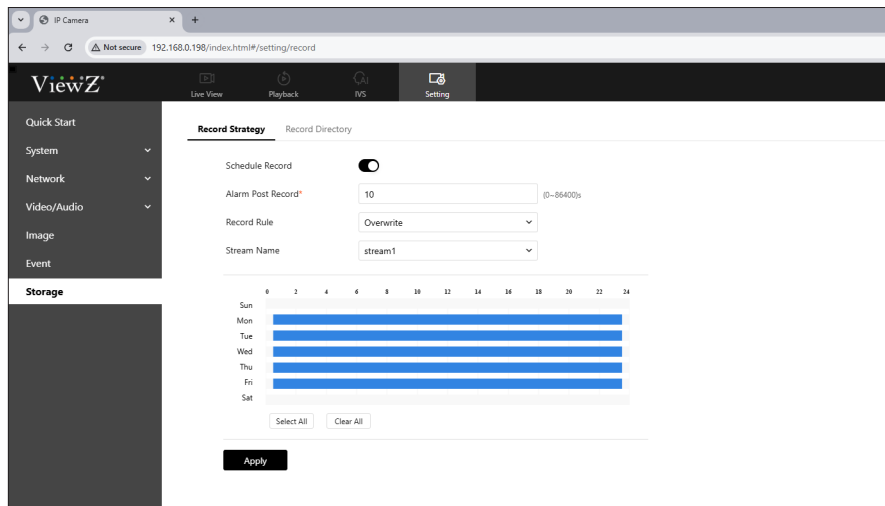 IP Camera
Not secure 192.168.0.198/index.html#/setting/record
ViewZ
Live View Playback AI IVS Setting
Quick Start
System
Network
Video/Audio
Image
Event
Storage
Record Strategy Record Directory
Schedule Record
Alarm Post Record* 10 (0~86400)s
Record Rule Overwrite
Stream Name stream1
0 2 4 6 8 10 12 14 16 18 20 22 24
Sun
Mon
Tue
Wed
Thu
Fri
Sat
Select All Clear All
Apply